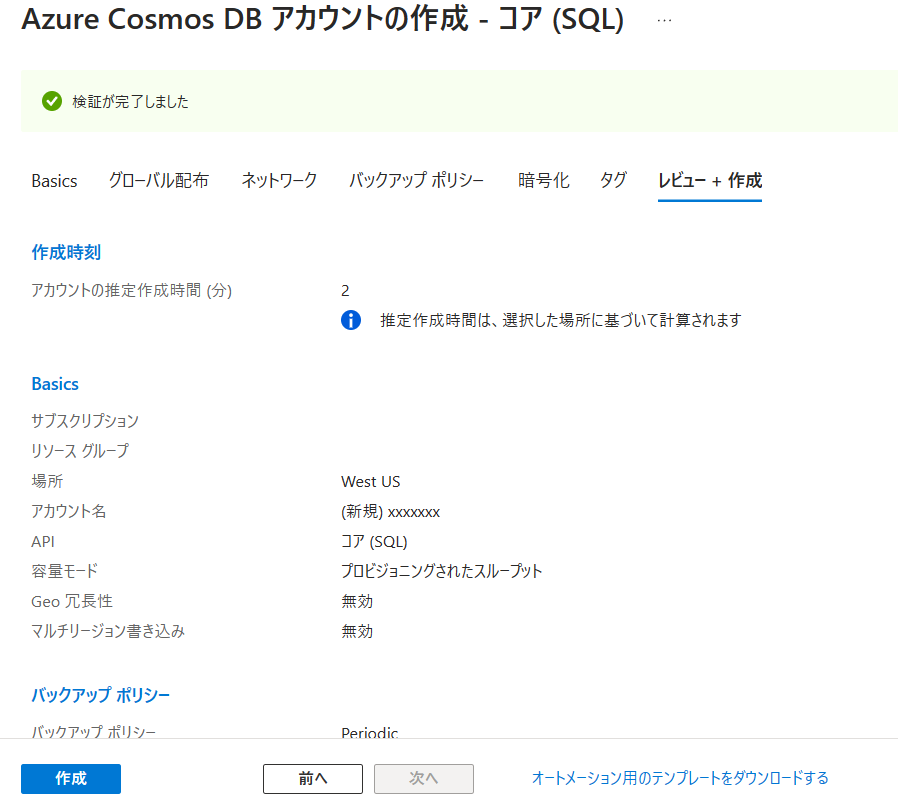 Azure Cosmos DB アカウントの作成 - コア (SQL) ...
検証が完了しました
Basics グローバル配布 ネットワーク バックアップ ポリシー 暗号化 タグ レビュー + 作成
作成時刻
アカウントの推定作成時間 (分) 2
推定作成時間は、選択した場所に基づいて計算されます
Basics
サブスクリプション
リソース グループ
場所 West US
アカウント名 (新規) xxxxxxx
API コア (SQL)
容量モード プロビジョニングされたスループット
Geo 冗長性 無効
マルチリージョン書き込み 無効
バックアップ ポリシー
バックアップ ポリシー Periodic
作成 前へ 次へ オートメーション用のテンプレートをダウンロードする